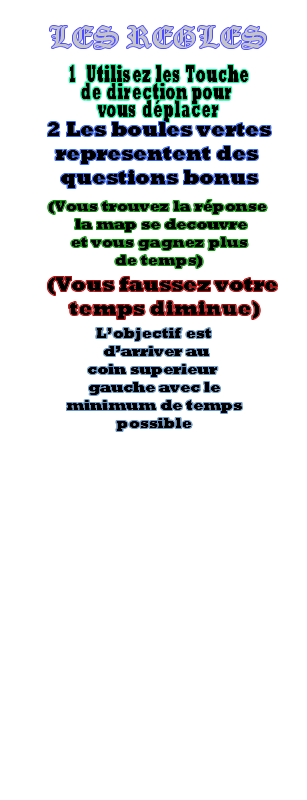 LES REGLES
1 Utilisez les Touche
de direction pour
vous déplacer
2 Les boules vertes
representent des
questions bonus
(Vous trouvez la réponse
la map se decouvre
et vous gagnez plus
de temps)
(Vous faussez votre
temps diminue)
L'objectif est
d'arriver au
coin superieur
gauche avec le
minimum de temps
possible